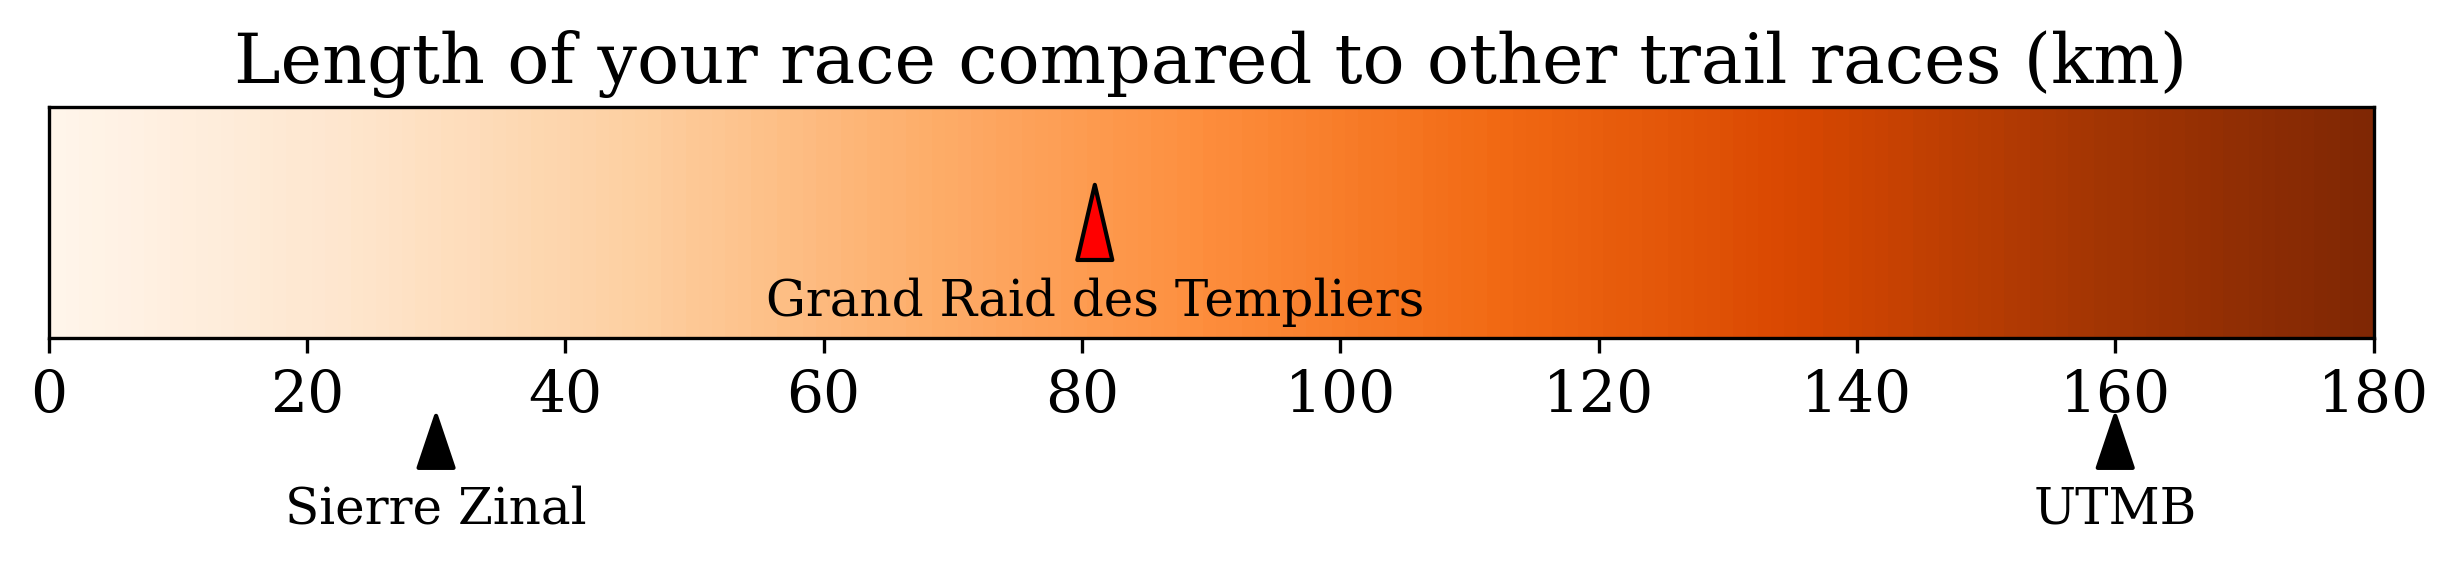 Length of your race compared to other trail races (km)
Grand Raid des Templiers
0 20 40 60 80 100 120 140 160 180
Sierre Zinal UTMB